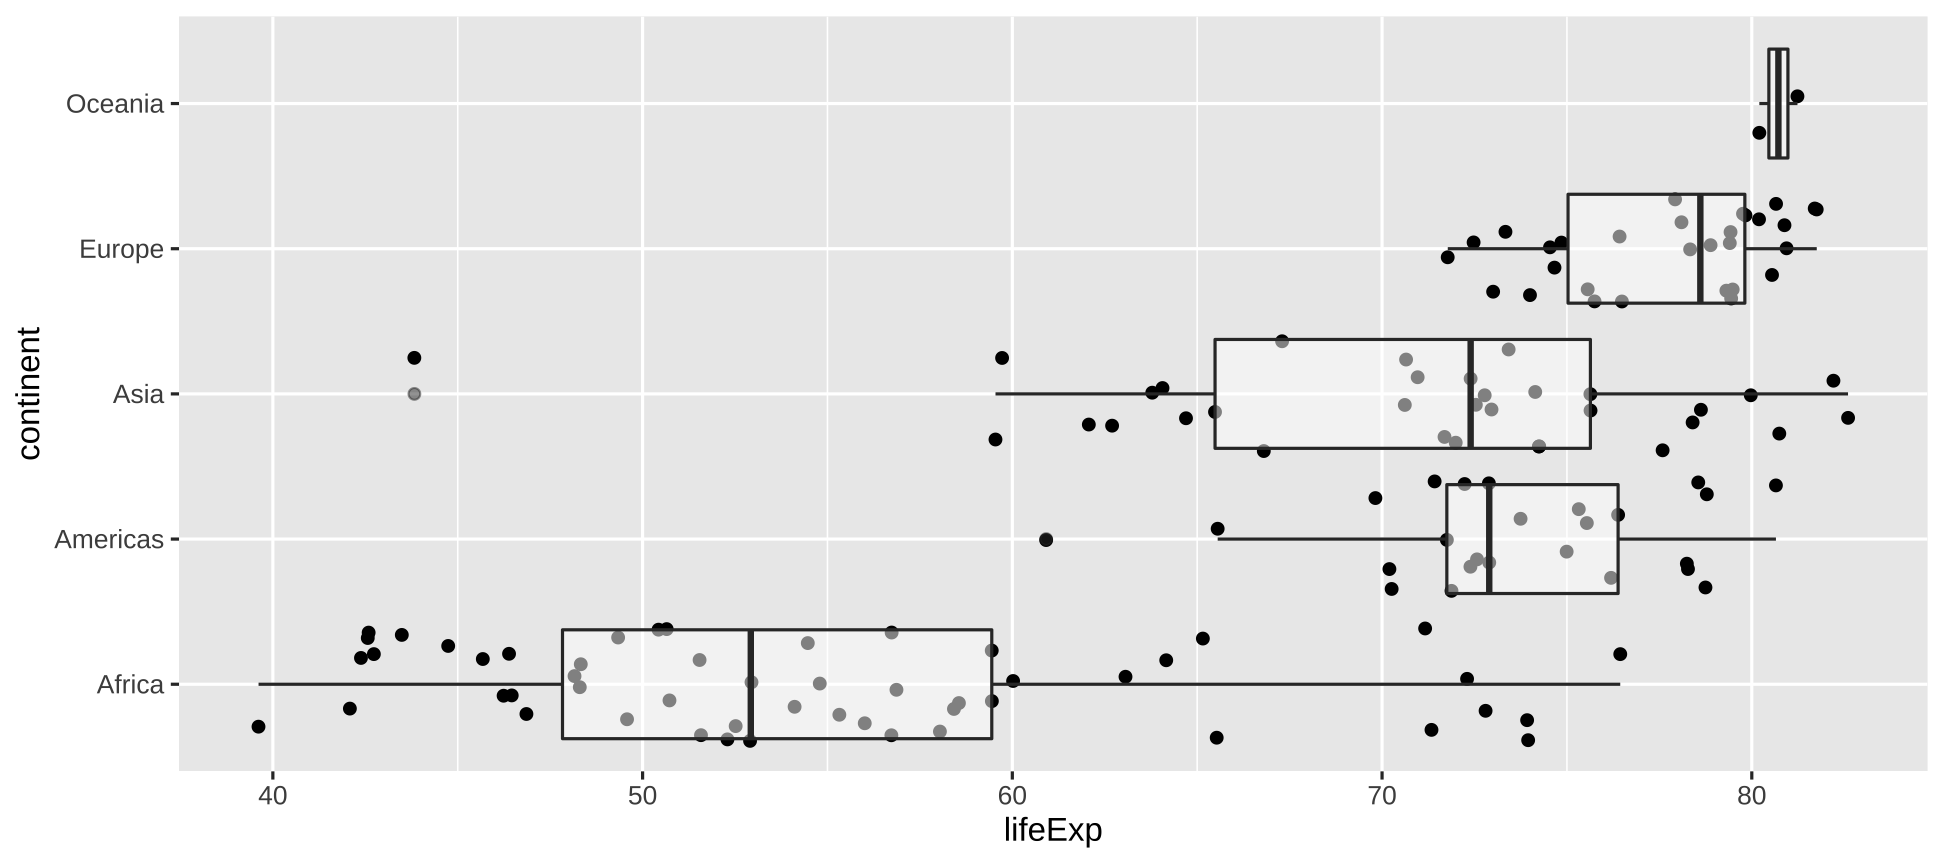 Oceania
Europe
Asia
Americas
Africa
continent
40 50 60 70 80
lifeExp